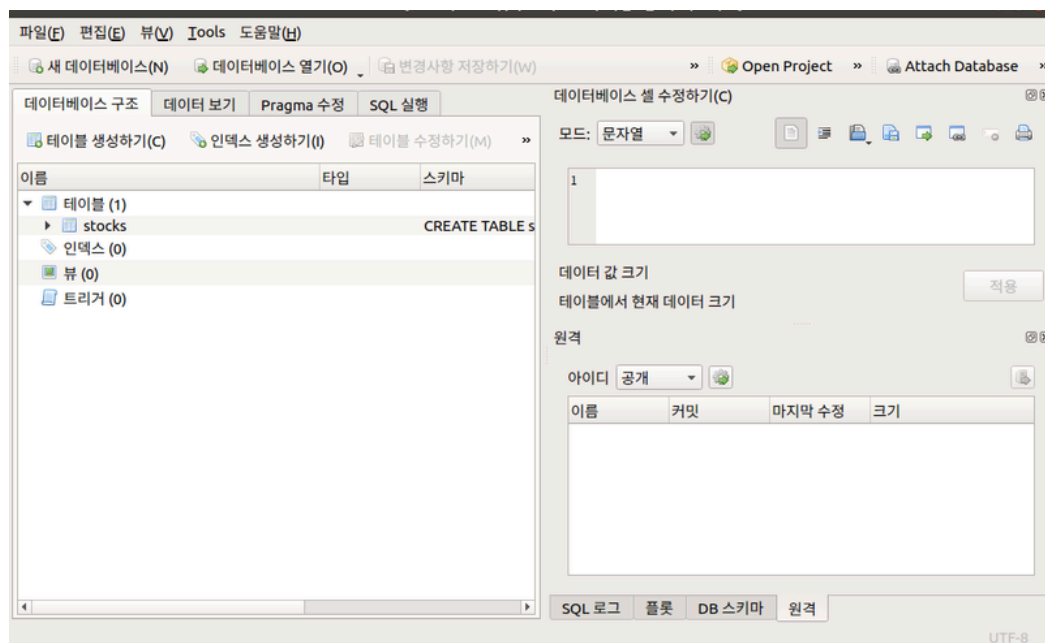 파일(F) 편집(E) 뷰(V) Tools 도움말(H)
새 데이터베이스(N) 데이터베이스 열기(O) 변경사항 저장하기(W) » Open Project » Attach Database »
데이터베이스 구조 데이터 보기 Pragma 수정 SQL 실행
테이블 생성하기(C) 인덱스 생성하기(I) 테이블 수정하기(M) »
이름 타입 스키마
테이블 (1)
stocks CREATE TABLE s
인덱스 (0)
뷰 (0)
트리거 (0)
데이터베이스 셀 수정하기(C)
모드: 문자열
1
데이터 값 크기
적용
테이블에서 현재 데이터 크기
원격
아이디 공개
이름 커밋 마지막 수정 크기
SQL 로그 플롯 DB 스키마 원격
UTF-8